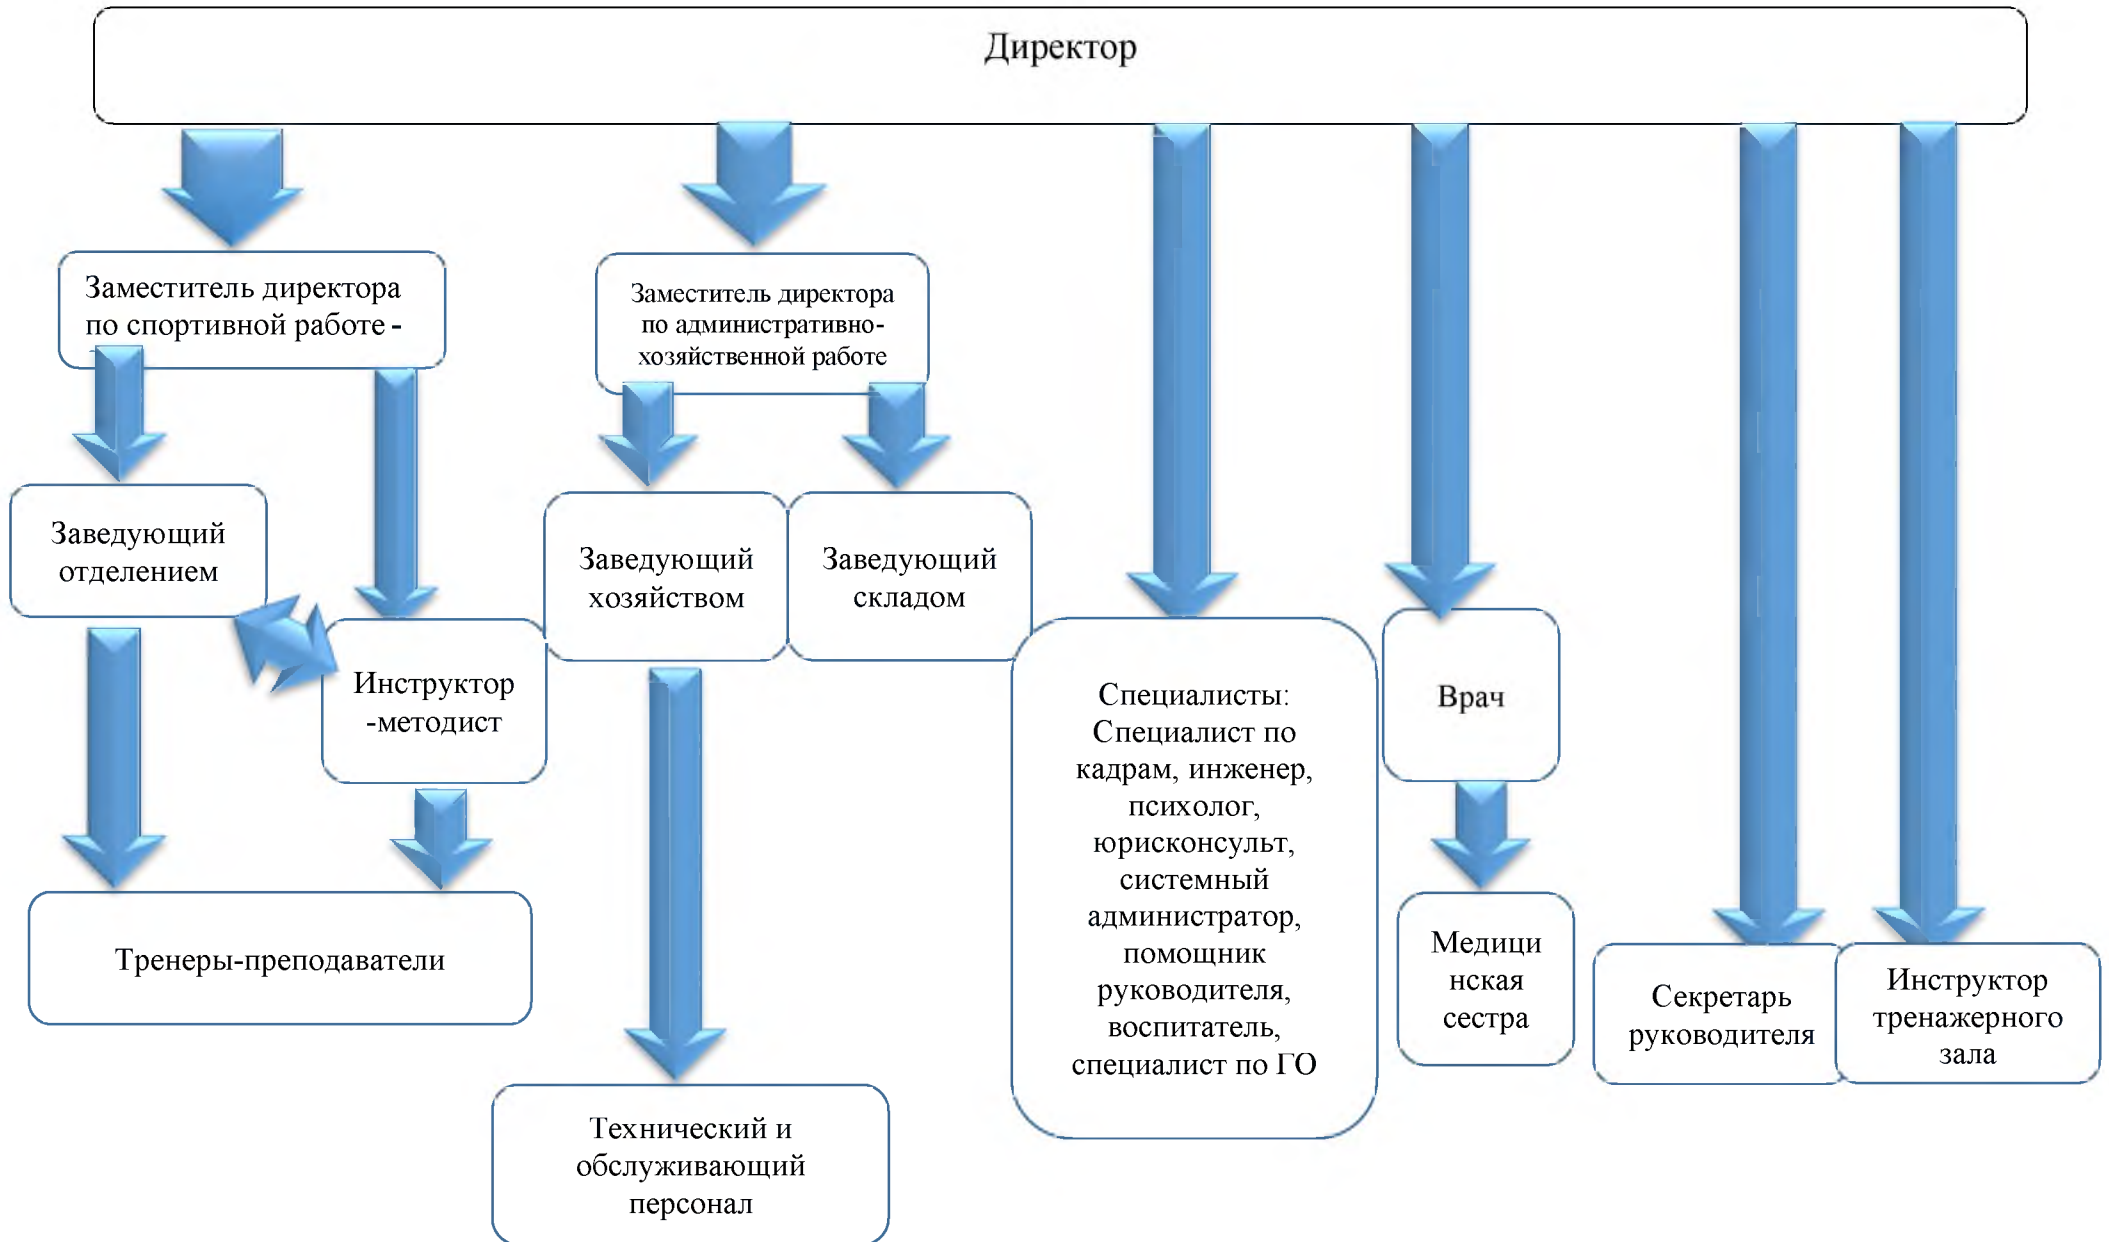 Директор
Заместитель директора
по спортивной работе -
Заместитель директора
по административно-
хозяйственной работе
Заведующий
отделением
Инструктор
-методист
Заведующий
хозяйством
Заведующий
складом
Специалисты:
Специалист по
кадрам, инженер,
психолог,
юрисконсульт,
системный
администратор,
помощник
руководителя,
воспитатель,
специалист по ГО
Врач
Медици
нская
сестра
Секретарь
руководителя
Инструктор
тренажерного
зала
Тренеры-преподаватели
Технический и
обслуживающий
персонал